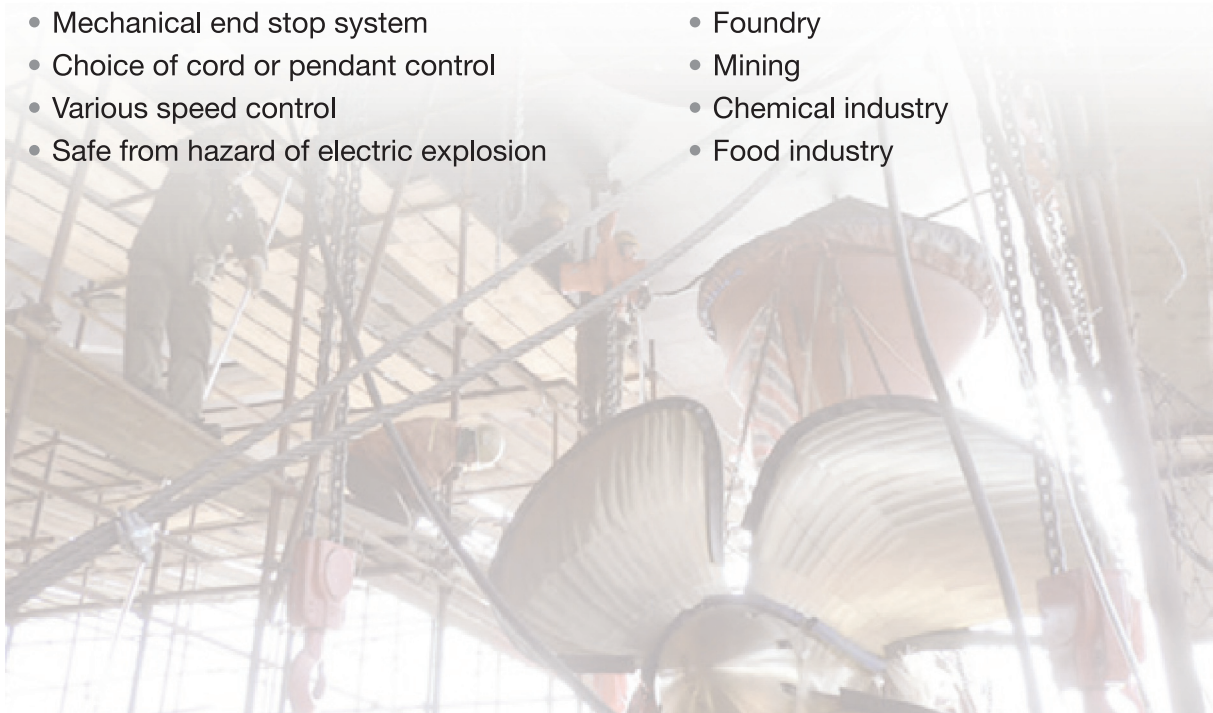 Mechanical end stop system
Choice of cord or pendant control
Various speed control
Safe from hazard of electric explosion
Foundry
Mining
Chemical industry
Food industry